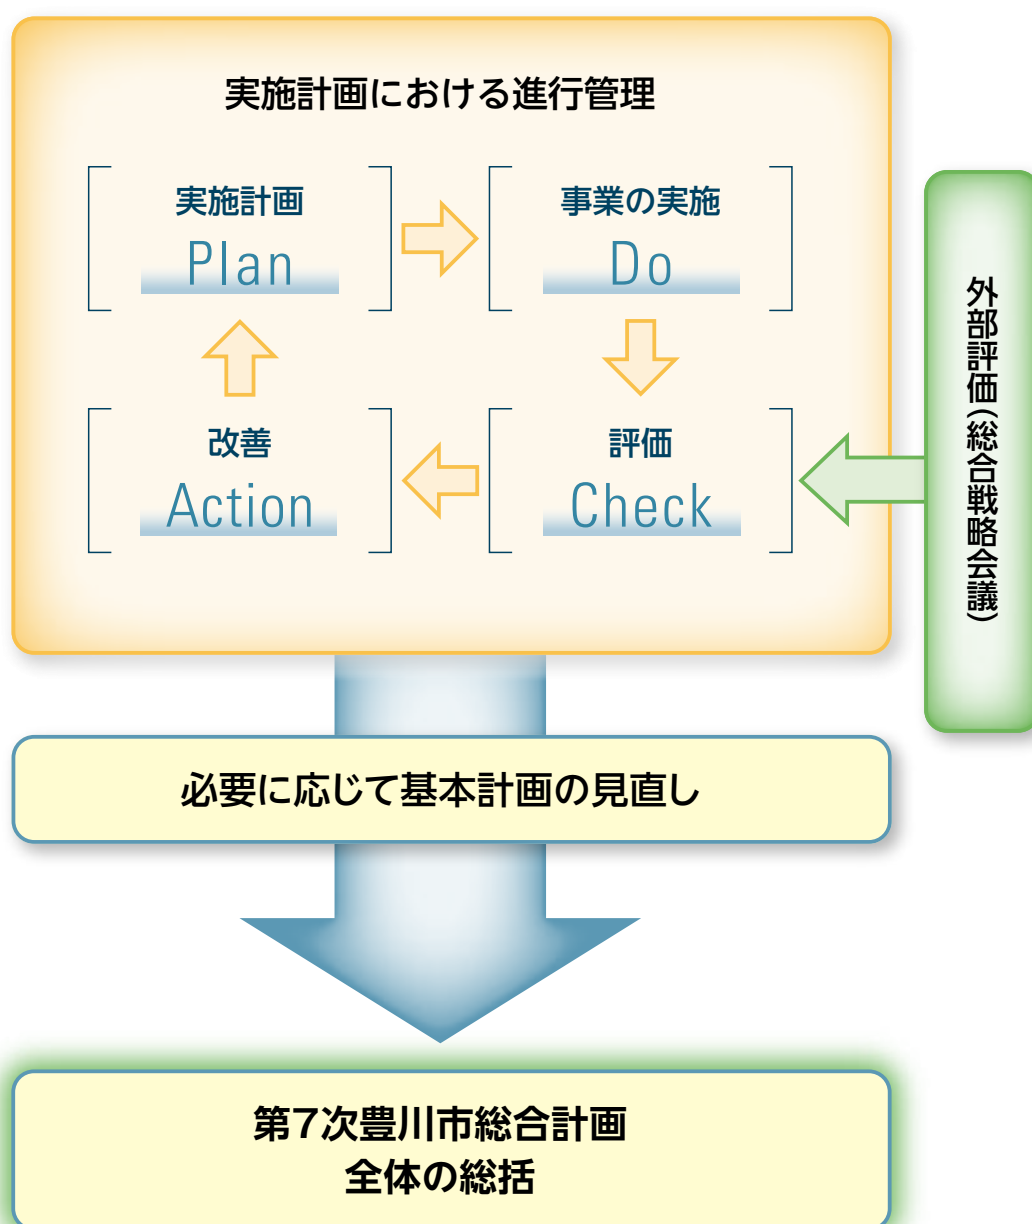 実施計画における進行管理
実施計画
Plan
事業の実施
Do
改善
Action
評価
Check
外部評価(総合戦略会議)
必要に応じて基本計画の見直し
第7次豊川市総合計画
全体の総括